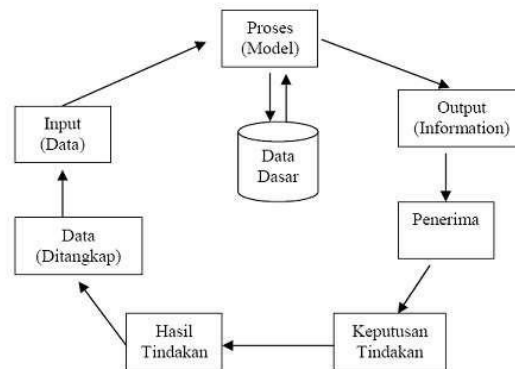 Proses
(Model)
Input
(Data)
Output
(Information)
Data
Dasar
Penerima
Data
(Ditangkap)
Hasil
Tindakan
Keputusan
Tindakan